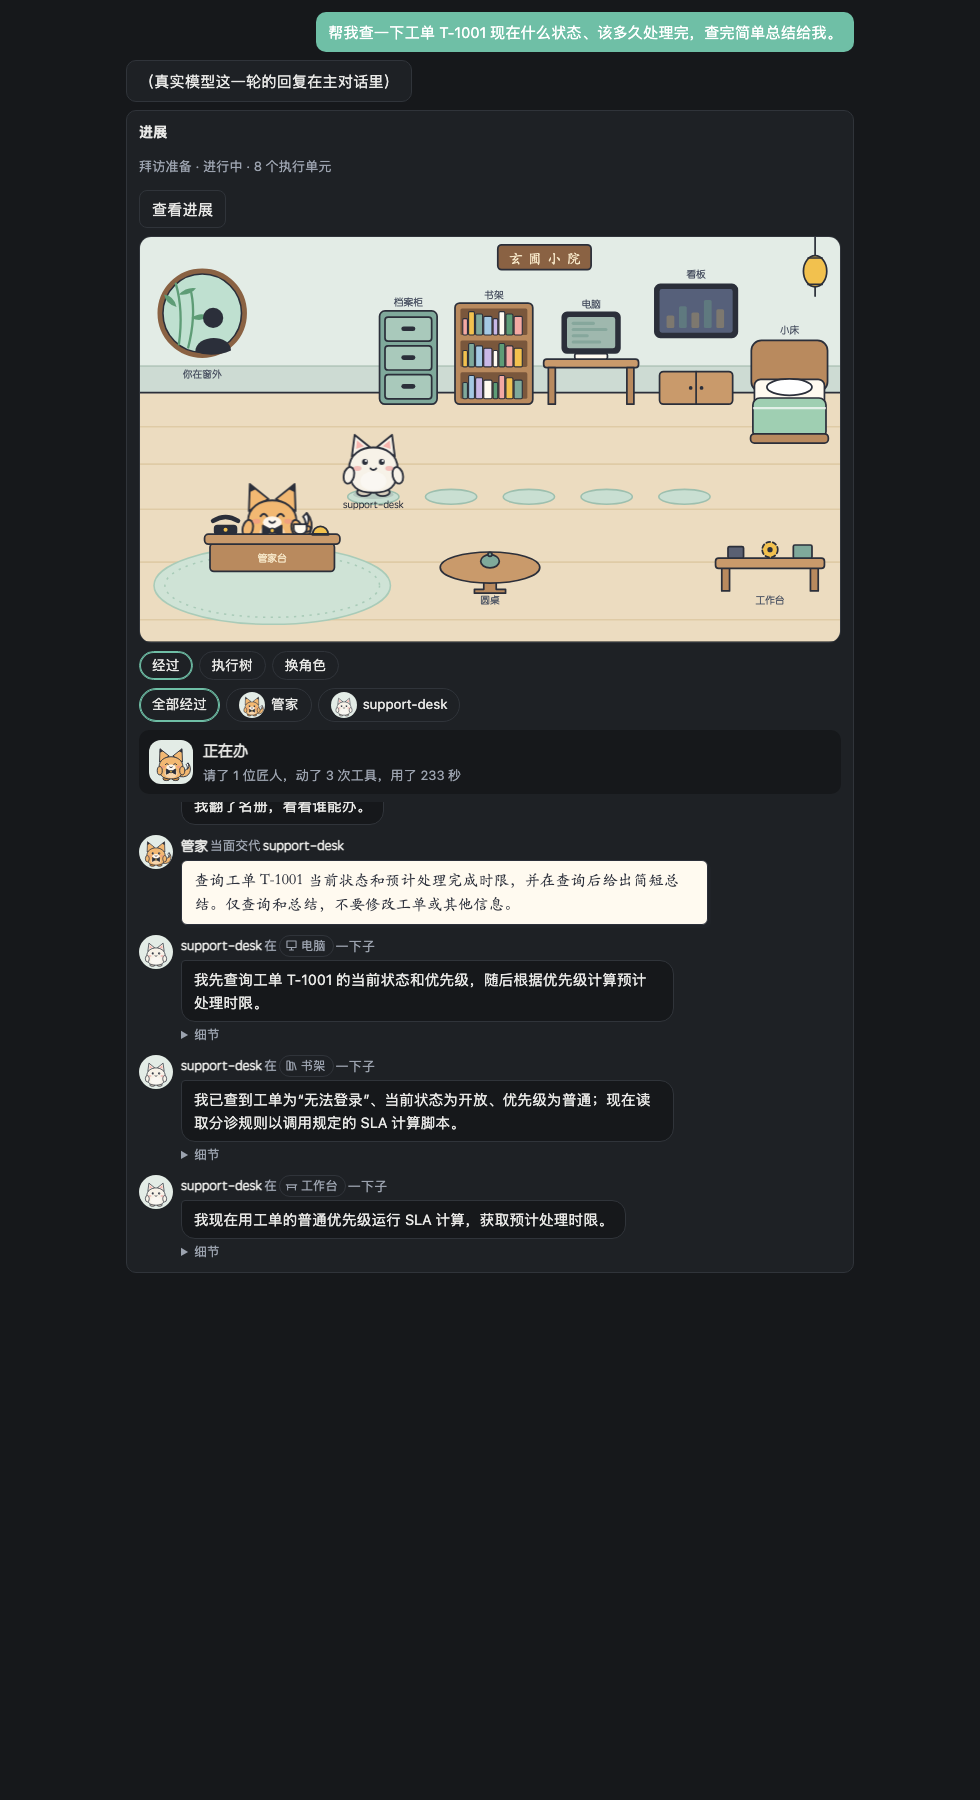 帮我查一下工单 T-1001 现在什么状态、该多久处理完，查完简单总结给我。
（真实模型这一轮的回复在主对话里）
进展
拜访准备 · 进行中 · 8 个执行单元
查看进展
玄圃小院
看板
书架
档案柜
电脑
小床
你在窗外
support-desk
管家台
圆桌
工作台
经过 执行树 换角色
全部经过 管家 support-desk
正在办
请了 1 位匠人，动了 3 次工具，用了 233 秒
我翻了名册，看看谁能办。
管家 当面交代 support-desk
查询工单 T-1001 当前状态和预计处理完成时限，并在查询后给出简短总
结。仅查询和总结，不要修改工单或其他信息。
support-desk 在 电脑 一下子
我先查询工单 T-1001 的当前状态和优先级，随后根据优先级计算预计
处理时限。
▶ 细节
support-desk 在 书架 一下子
我已查到工单为“无法登录”、当前状态为开放、优先级为普通；现在读
取分诊规则以调用规定的 SLA 计算脚本。
▶ 细节
support-desk 在 工作台 一下子
我现在用工单的普通优先级运行 SLA 计算，获取预计处理时限。
▶ 细节